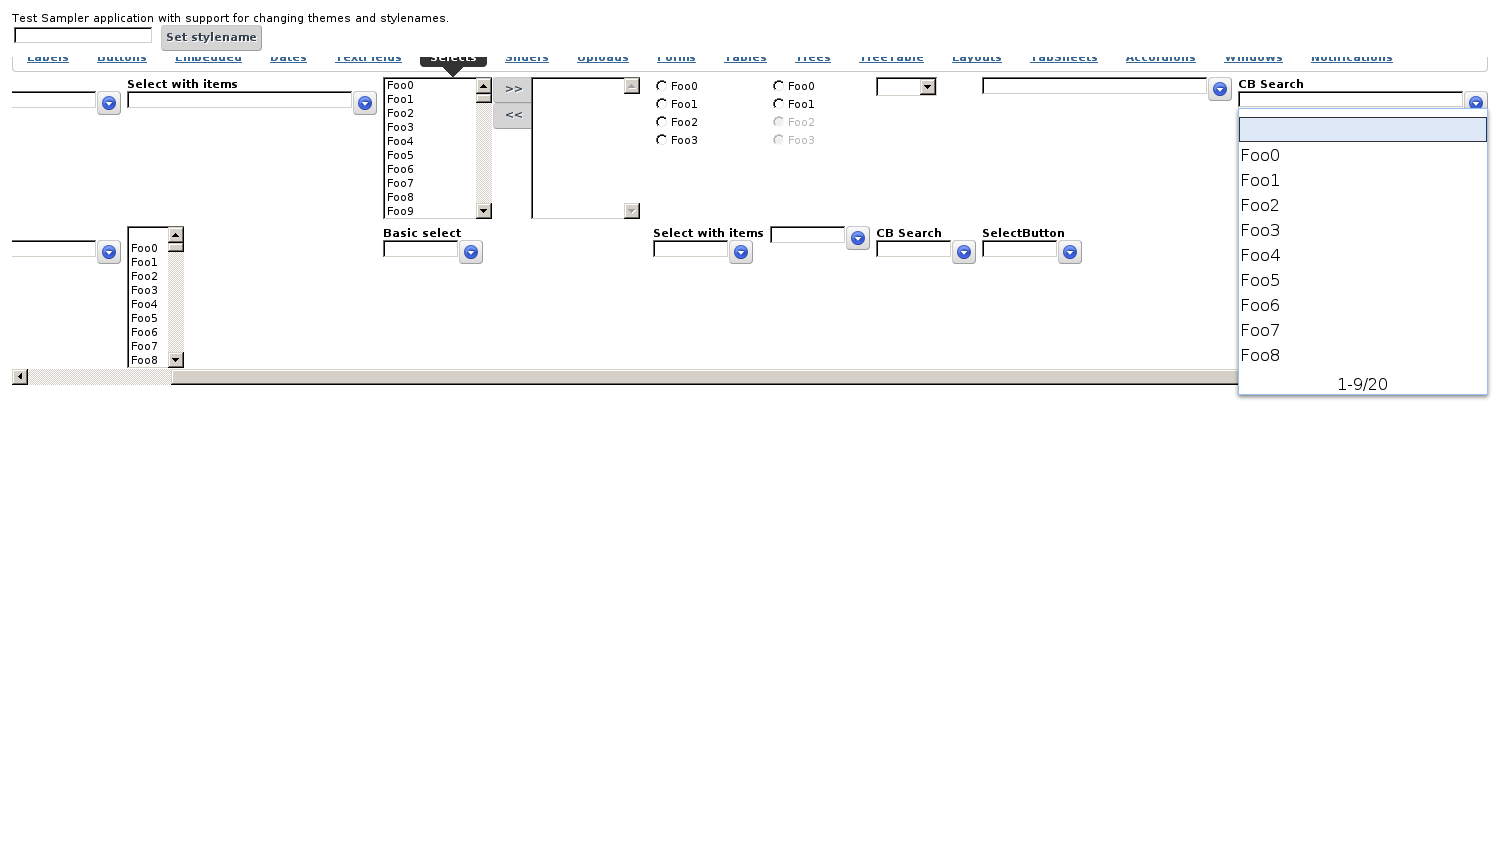 Test Sampler application with support for changing themes and stylenames.
Set stylename
Labels Buttons Embedded Dates TextFields Selects Sliders Uploads Forms Tables Trees TreeTable Layouts TabSheets Accordions Windows Notifications
Select with items
Foo0
Foo1
Foo2
Foo3
Foo4
Foo5
Foo6
Foo7
Foo8
Foo9
>>
<<
Foo0
Foo1
Foo2
Foo3
Foo0
Foo1
Foo2
Foo3
CB Search
Foo0
Foo1
Foo2
Foo3
Foo4
Foo5
Foo6
Foo7
Foo8
1-9/20
Foo0
Foo1
Foo2
Foo3
Foo4
Foo5
Foo6
Foo7
Foo8
Basic select
Select with items
CB Search
SelectButton